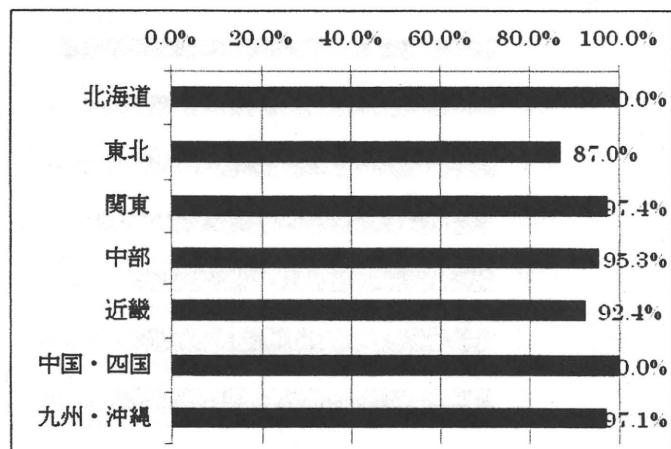 0.0% 20.0% 40.0% 60.0% 80.0% 100.0%
北海道 0.0%
東北 87.0%
関東 97.4%
中部 95.3%
近畿 92.4%
中国・四国 0.0%
九州・沖縄 97.1%